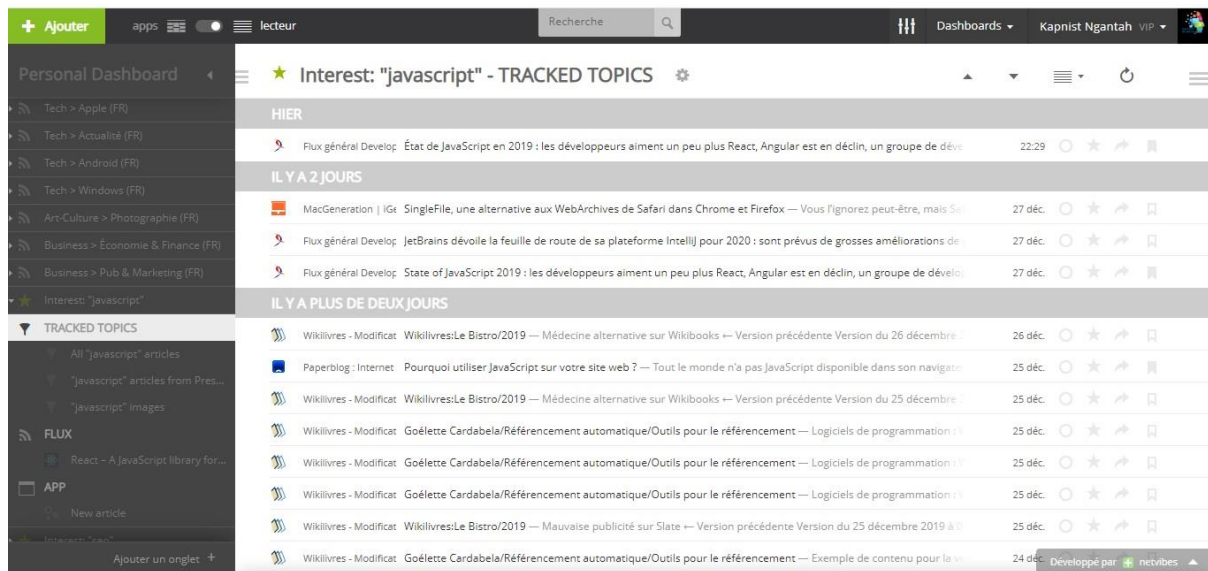 Ajouter apps lecteur Recherche Dashboards Kapnist Ngantah VIP
Personal Dashboard
Tech > Apple (FR)
Tech > Actualité (FR)
Tech > Android (FR)
Tech > Windows (FR)
Art-Culture > Photographie (FR)
Business > Économie & Finance (FR)
Business > Pub & Marketing (FR)
Interest: "javascript"
TRACKED TOPICS
All "javascript" articles
"javascript" articles from Pres...
"javascript" images
FLUX
React – A JavaScript library for...
APP
New article
Interest: "seo"
Ajouter un onglet +
Interest: "javascript" - TRACKED TOPICS
HIER
Flux général Develop État de JavaScript en 2019 : les développeurs aiment un peu plus React, Angular est en déclin, un groupe de déve 22:29
IL Y A 2 JOURS
MacGeneration | iGe SingleFile, une alternative aux WebArchives de Safari dans Chrome et Firefox — Vous l'ignorez peut-être, mais Sa 27 déc.
Flux général Develop JetBrains dévoile la feuille de route de sa plateforme IntelliJ pour 2020 : sont prévus de grosses améliorations de 27 déc.
Flux général Develop State of JavaScript 2019 : les développeurs aiment un peu plus React, Angular est en déclin, un groupe de dévelo 27 déc.
IL Y A PLUS DE DEUX JOURS
Wikilivres - Modificat Wikilivres:Le Bistro/2019 — Médecine alternative sur Wikibooks ← Version précédente Version du 26 décembre 26 déc.
Paperblog : Internet Pourquoi utiliser JavaScript sur votre site web ? — Tout le monde n'a pas JavaScript disponible dans son navigate 25 déc.
Wikilivres - Modificat Wikilivres:Le Bistro/2019 — Médecine alternative sur Wikibooks ← Version précédente Version du 25 décembre 25 déc.
Wikilivres - Modificat Goélette Cardabela/Référencement automatique/Outils pour le référencement — Logiciels de programmation : 25 déc.
Wikilivres - Modificat Goélette Cardabela/Référencement automatique/Outils pour le référencement — Logiciels de programmation : 25 déc.
Wikilivres - Modificat Goélette Cardabela/Référencement automatique/Outils pour le référencement — Logiciels de programmation : 25 déc.
Wikilivres - Modificat Wikilivres:Le Bistro/2019 — Mauvaise publicité sur Slate ← Version précédente Version du 25 décembre 2019 à 25 déc.
Wikilivres - Modificat Goélette Cardabela/Référencement automatique/Outils pour le référencement — Exemple de contenu pour la 24 déc.
Développé par netvibes